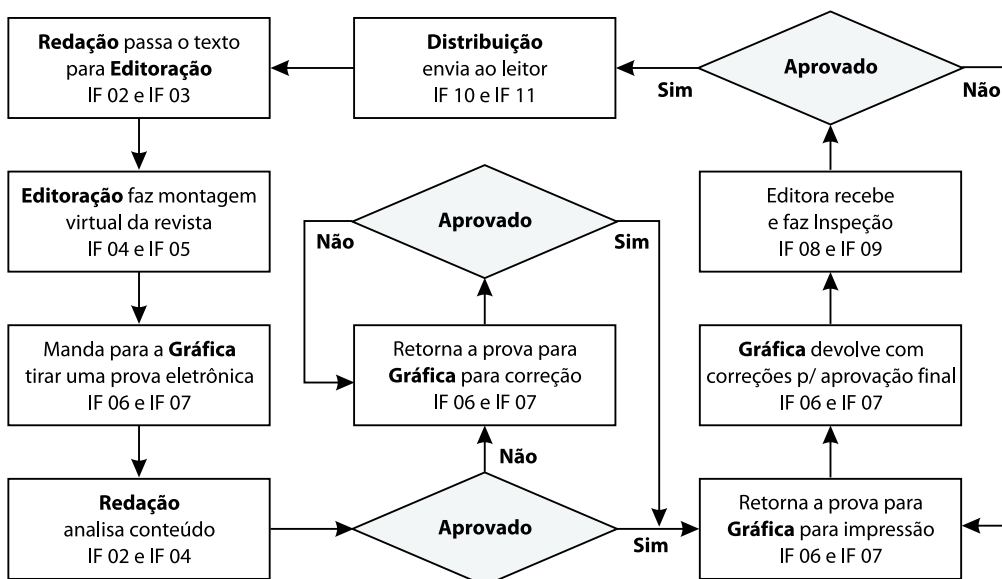 Redação passa o texto
para Editoração
IF 02 e IF 03
Distribuição
envia ao leitor
IF 10 e IF 11
Aprovado
Sim
Não
Editoração faz montagem
virtual da revista
IF 04 e IF 05
Aprovado
Não
Sim
Editora recebe
e faz Inspeção
IF 08 e IF 09
Manda para a Gráfica
tirar uma prova eletrônica
IF 06 e IF 07
Retorna a prova para
Gráfica para correção
IF 06 e IF 07
Gráfica devolve com
correções p/ aprovação final
IF 06 e IF 07
Não
Redação
analisa conteúdo
IF 02 e IF 04
Aprovado
Sim
Retorna a prova para
Gráfica para impressão
IF 06 e IF 07